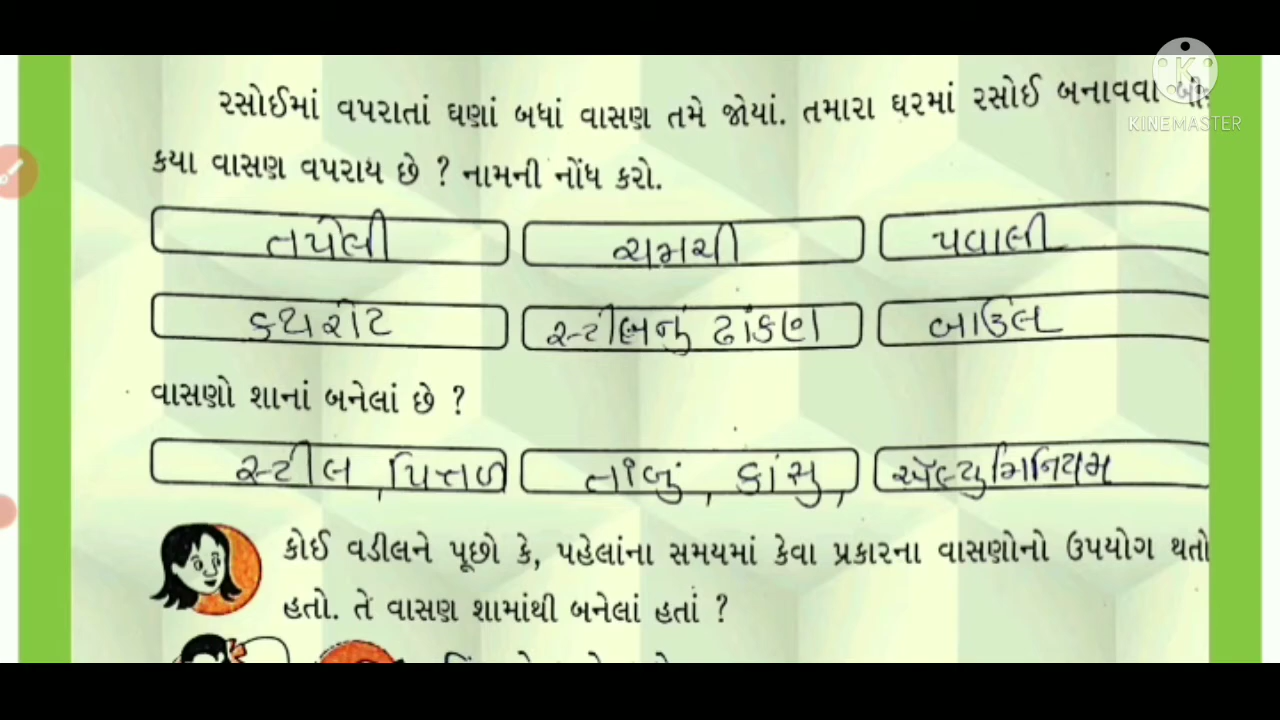 રસોઈમાં વપરાતાં ઘણાં બધાં વાસણ તમે જોયાં. તમારા ઘરમાં રસોઈ બનાવવા
KINEMASTER
કયા વાસણ વપરાય છે ? નામની નોંધ કરો.
તપેલી ચમચી પવાલી
કથરોટ સ્ટીલનું ઢાંકણ બાઉલ
વાસણો શાનાં બનેલાં છે ?
સ્ટીલ, પિત્તળ તાંબું, કાંસુ, ઍલ્યુમિનિયમ
કોઈ વડીલને પૂછો કે, પહેલાંના સમયમાં કેવા પ્રકારના વાસણોનો ઉપયોગ થતો
હતો. તે વાસણ શામાંથી બનેલાં હતાં ?